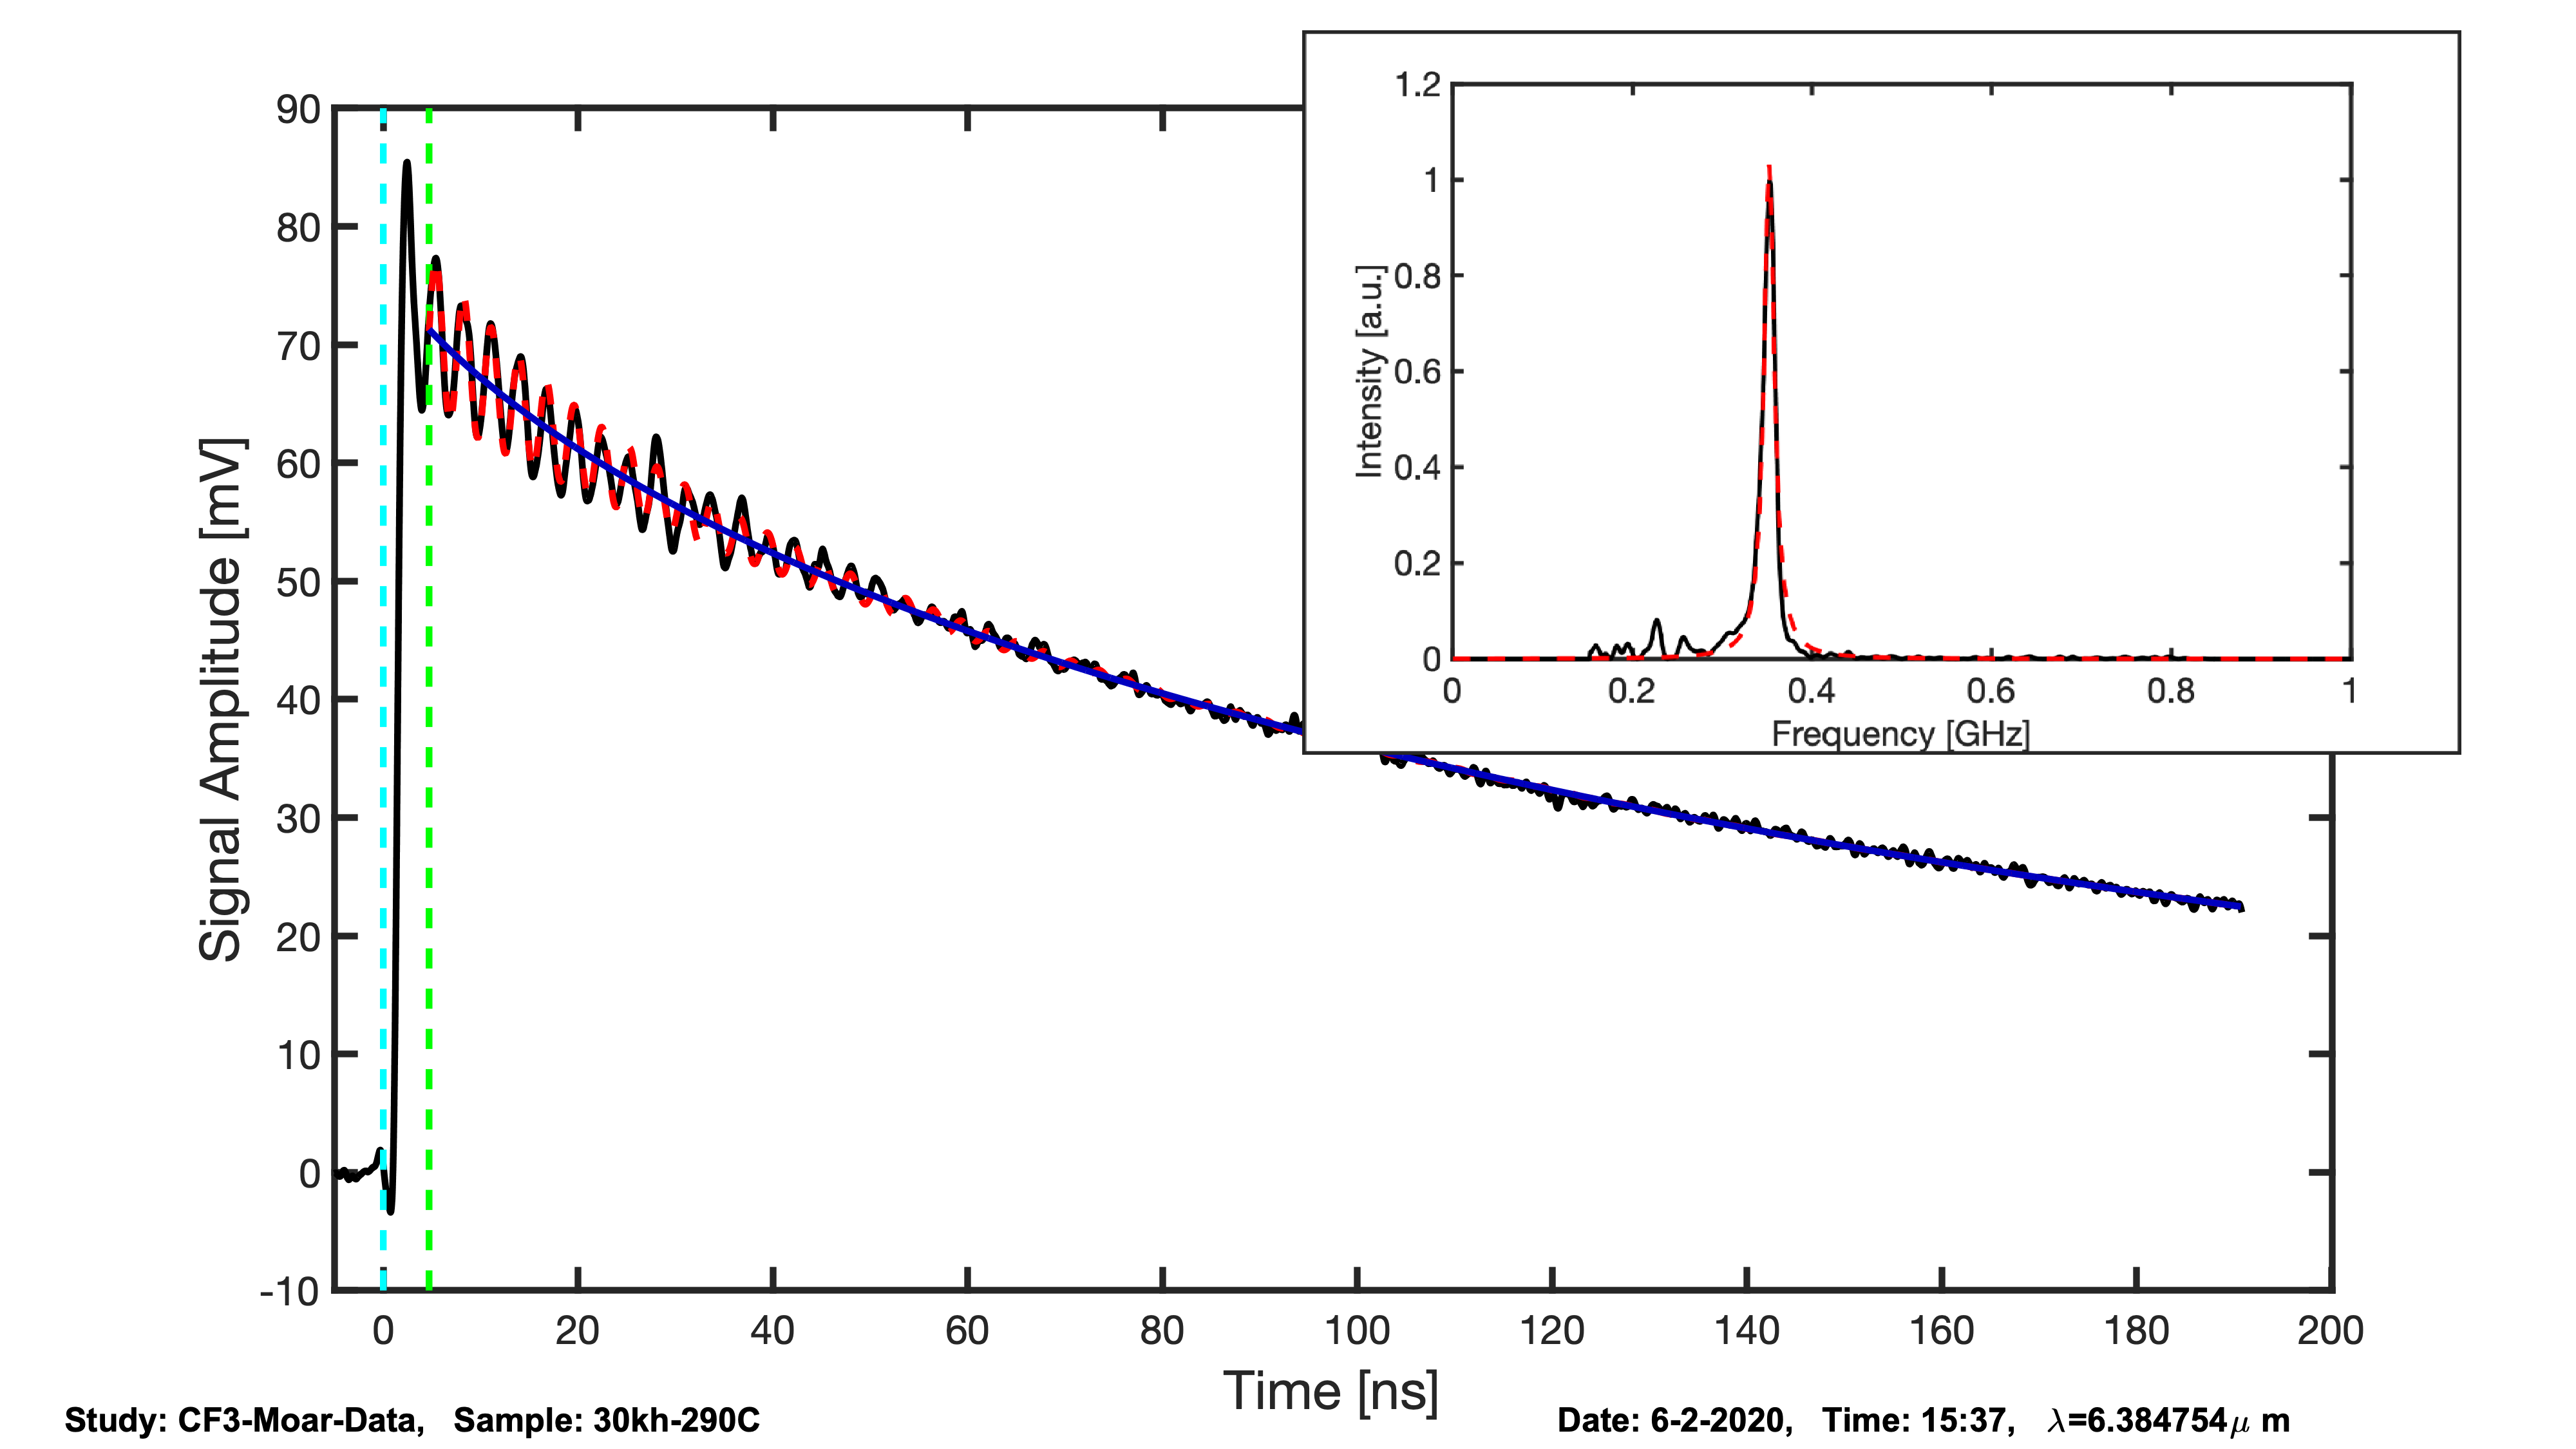 90
80
70
60
50
40
30
20
10
0
-10
Signal Amplitude [mV]
0 20 40 60 80 100 120 140 160 180 200
Time [ns]
1.2
1
0.8
0.6
0.4
0.2
0
Intensity [a.u.]
0 0.2 0.4 0.6 0.8 1
Frequency [GHz]
Study: CF3-Moar-Data, Sample: 30kh-290C
Date: 6-2-2020, Time: 15:37, λ=6.384754μ m